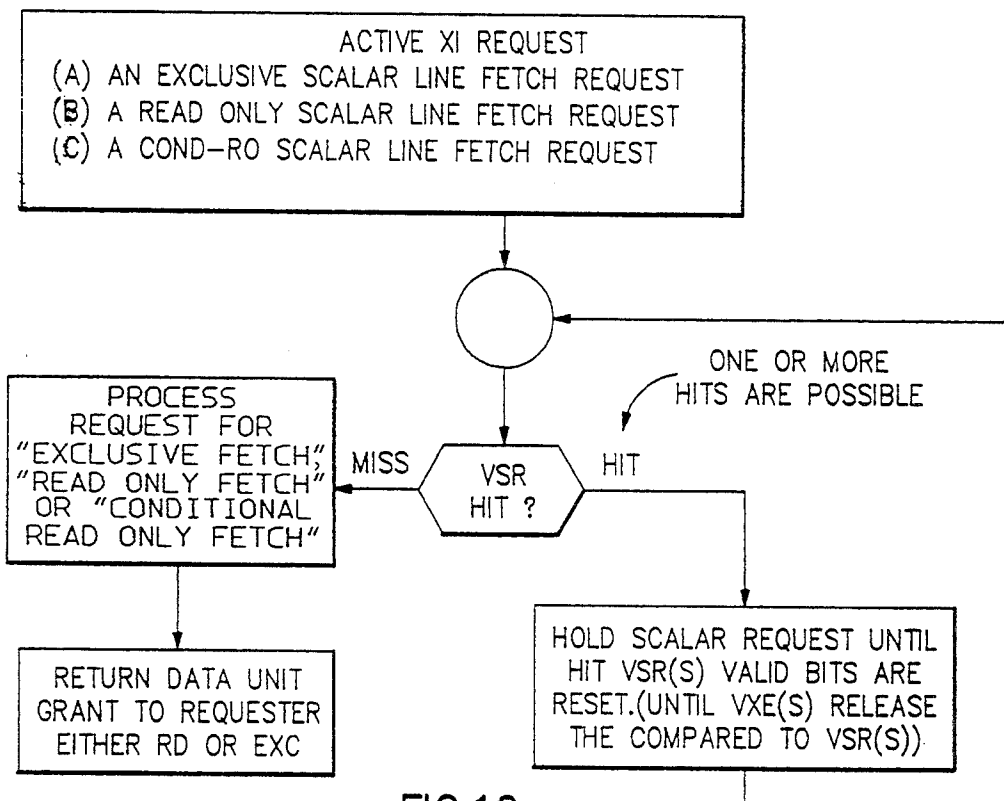 ACTIVE XI REQUEST
(A) AN EXCLUSIVE SCALAR LINE FETCH REQUEST
(B) A READ ONLY SCALAR LINE FETCH REQUEST
(C) A COND-RO SCALAR LINE FETCH REQUEST
ONE OR MORE
HITS ARE POSSIBLE
PROCESS
REQUEST FOR
"EXCLUSIVE FETCH",
"READ ONLY FETCH"
OR "CONDITIONAL
READ ONLY FETCH"
MISS
VSR
HIT ?
HIT
RETURN DATA UNIT
GRANT TO REQUESTER
EITHER RD OR EXC
HOLD SCALAR REQUEST UNTIL
HIT VSR(S) VALID BITS ARE
RESET.(UNTIL VXE(S) RELEASE
THE COMPARED TO VSR(S))